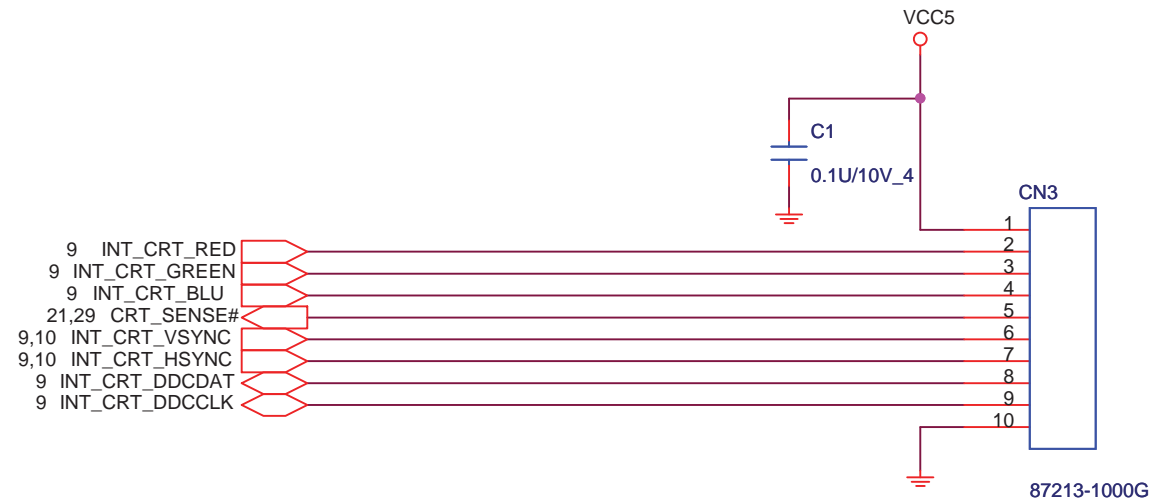 VCC5
C1
0.1U/10V_4
CN3
9 INT_CRT_RED 1
9 INT_CRT_GREEN 2
9 INT_CRT_BLU 3
21,29 CRT_SENSE# 4
9,10 INT_CRT_VSYNC 5
9,10 INT_CRT_HSYNC 6
9 INT_CRT_DDCDAT 7
9 INT_CRT_DDCCLK 8
9
10
87213-1000G